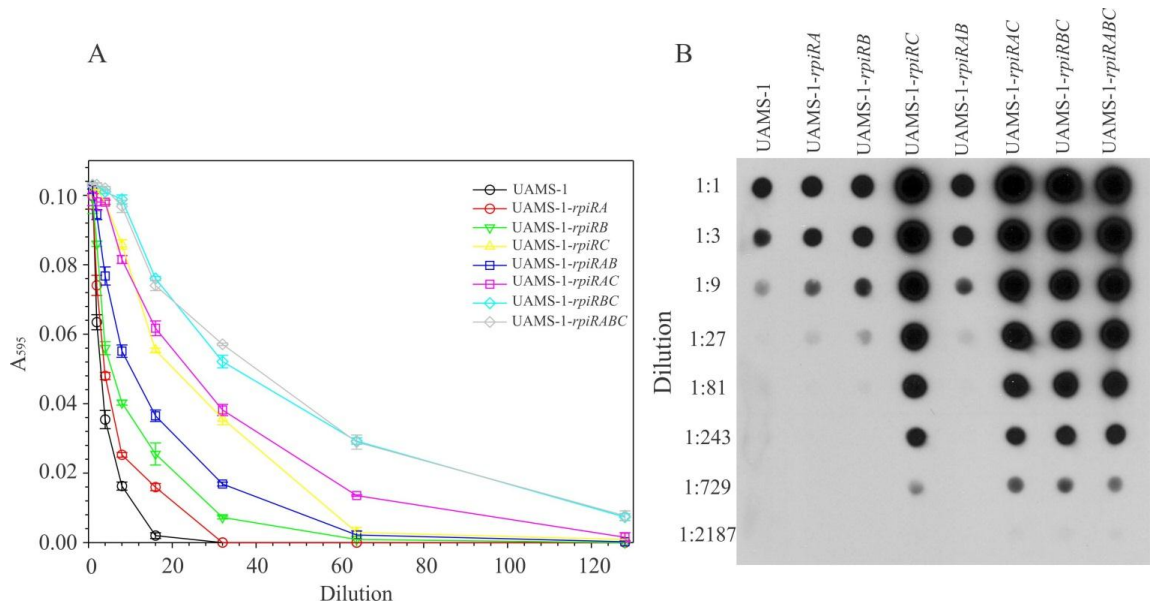 A
A595
0.10
0.08
0.06
0.04
0.02
0.00
0 20 40 60 80 100 120
Dilution
UAMS-1
UAMS-1-rpiRA
UAMS-1-rpiRB
UAMS-1-rpiRC
UAMS-1-rpiRAB
UAMS-1-rpiRAC
UAMS-1-rpiRBC
UAMS-1-rpiRABC
B
UAMS-1
UAMS-1-rpiRA
UAMS-1-rpiRB
UAMS-1-rpiRC
UAMS-1-rpiRAB
UAMS-1-rpiRAC
UAMS-1-rpiRBC
UAMS-1-rpiRABC
Dilution
1:1
1:3
1:9
1:27
1:81
1:243
1:729
1:2187